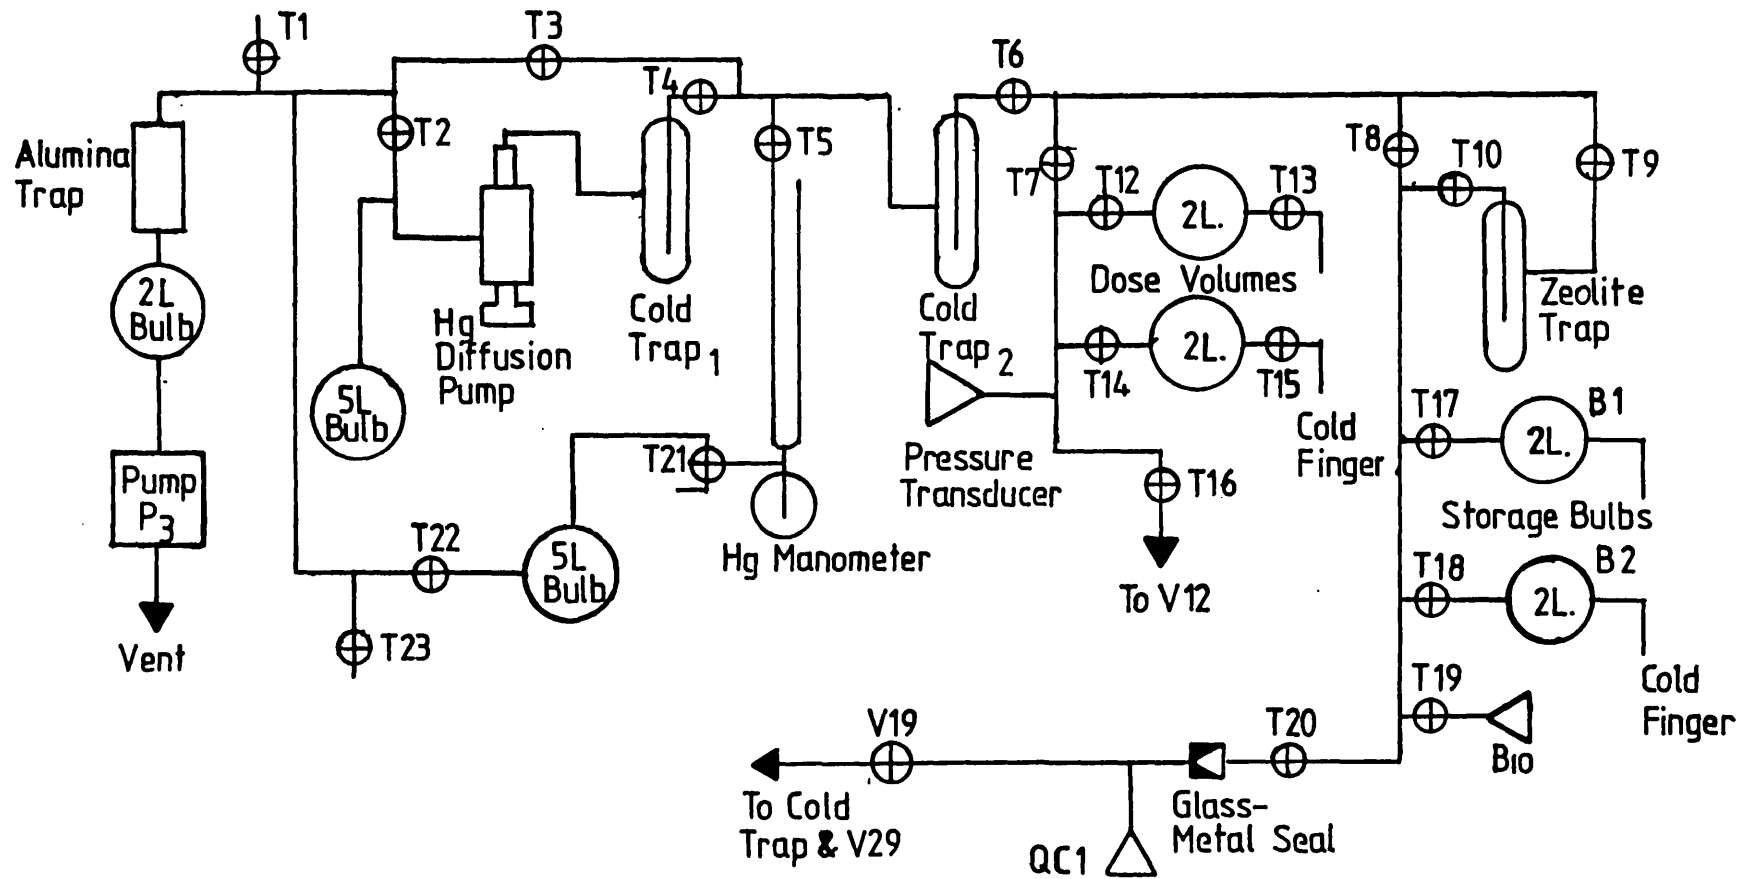 T1
T3
T6
T4
T2
T5
T8
T10
T9
Alumina
Trap
T7
T12
T13
2L.
Dose Volumes
2L
Bulb
Hg
Diffusion
Pump
Cold
Trap 1
Cold
Trap 2
Zeolite
Trap
2L.
T14
T15
5L
Bulb
Cold
Finger
T17
B1
2L.
Pump
P3
T21
Pressure
Transducer
T16
Storage Bulbs
T22
5L
Bulb
Hg Manometer
To V12
T18
B2
2L.
Vent
T23
T19
Cold
Finger
B10
V19
T20
To Cold
Trap & V29
Glass-
Metal Seal
QC1